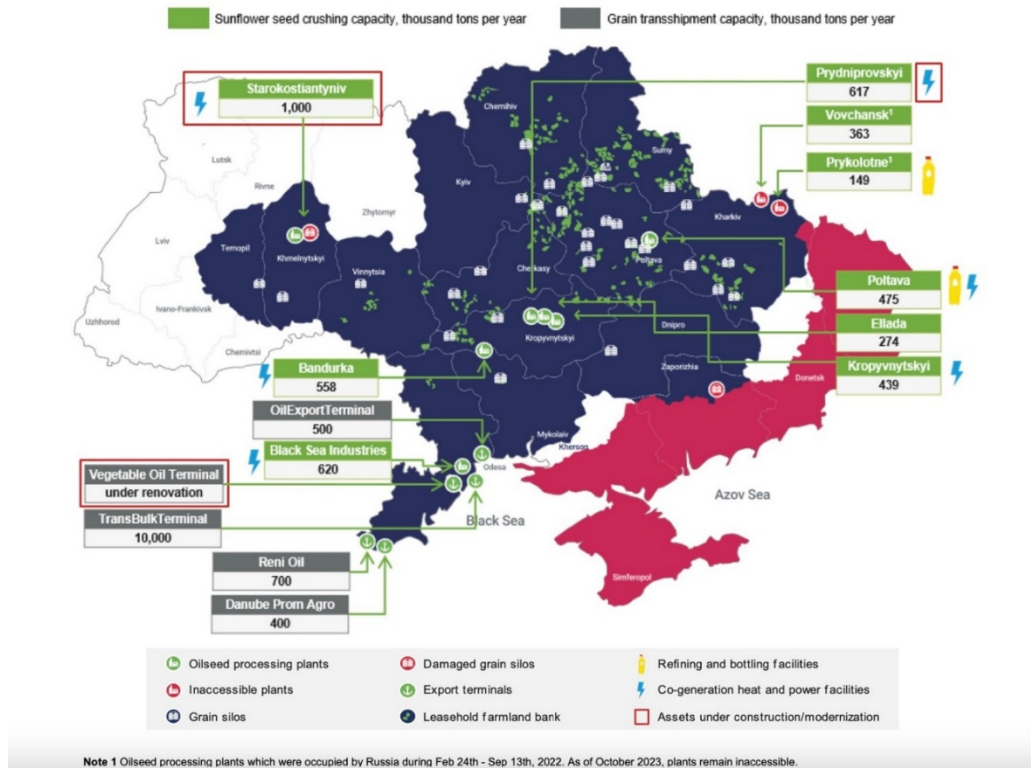 Sunflower seed crushing capacity, thousand tons per year
Grain transshipment capacity, thousand tons per year
Starokostiantyniv
1,000
Prydniprovskyi
617
Vovchansk¹
363
Prykolotne¹
149
Chernihiv
Sumy
Lutsk
Rivne
Kyiv
Zhytomyr
Kharkiv
Lviv
Ternopil
Khmelnytskyi
Vinnytsia
Cherkasy
Poltava
Poltava
475
Ivano-Frankivsk
Uzhhorod
Chernivtsi
Kropyvnytskyi
Dnipro
Ellada
274
Zaporizhia
Donetsk
Kropyvnytskyi
439
Bandurka
558
OilExportTerminal
500
Mykolaiv
Kherson
Black Sea Industries
620
Odesa
Vegetable Oil Terminal
under renovation
Azov Sea
TransBulkTerminal
10,000
Black Sea
Reni Oil
700
Simferopol
Danube Prom Agro
400
Oilseed processing plants
Damaged grain silos
Refining and bottling facilities
Inaccessible plants
Export terminals
Co-generation heat and power facilities
Grain silos
Leasehold farmland bank
Assets under construction/modernization
Note 1 Oilseed processing plants which were occupied by Russia during Feb 24th - Sep 13th, 2022. As of October 2023, plants remain inaccessible.